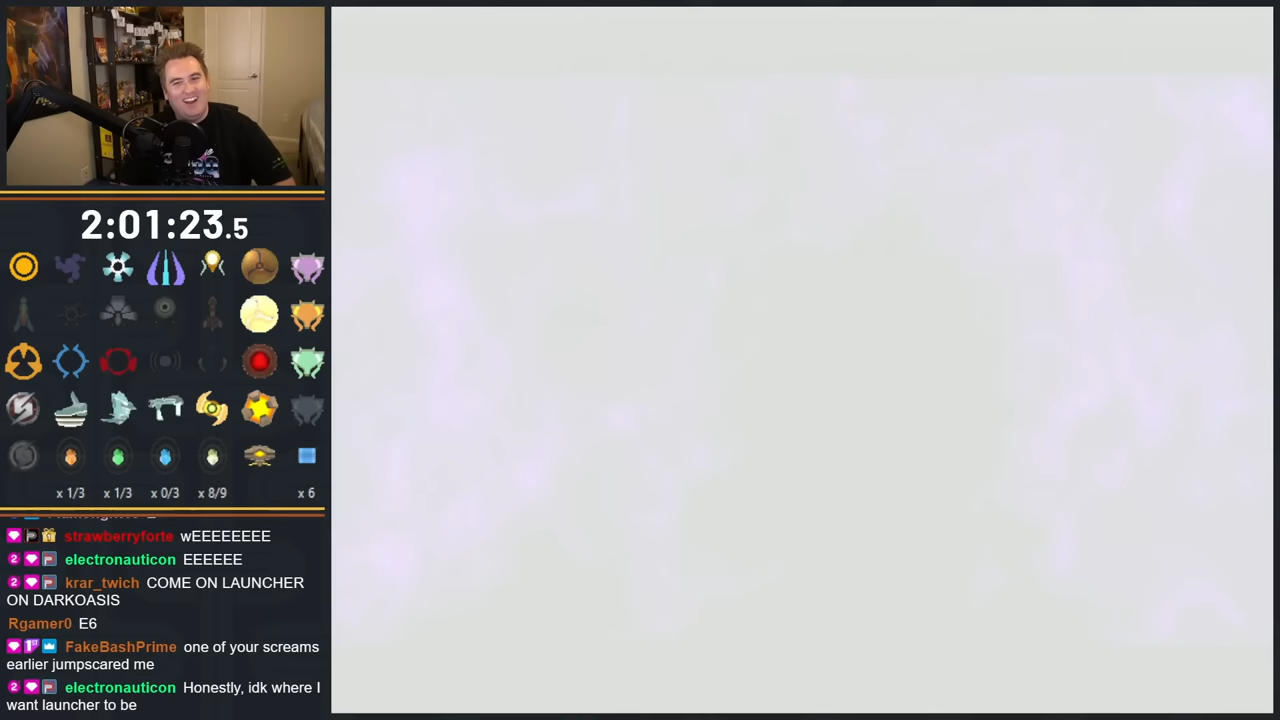 2:01:23.5
x 1/3 x 1/3 x 0/3 x 8/9 x 6
strawberryforte wEEEEEEEE
electronauticon EEEEEE
krar_twich COME ON LAUNCHER
ON DARKOASIS
Rgamer0 E6
FakeBashPrime one of your screams
earlier jumpscared me
electronauticon Honestly, idk where I
want launcher to be